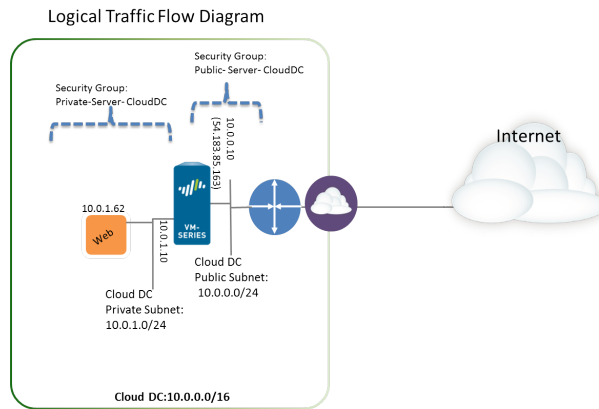 Logical Traffic Flow Diagram
Security Group:
Public- Server- CloudDC
Security Group:
Private-Server- CloudDC
10.0.0.10
(54.183.85.163)
Internet
10.0.1.62
Web
10.0.1.10
VM-
SERIES
Cloud DC
Public Subnet:
10.0.0.0/24
Cloud DC
Private Subnet:
10.0.1.0/24
Cloud DC:10.0.0.0/16